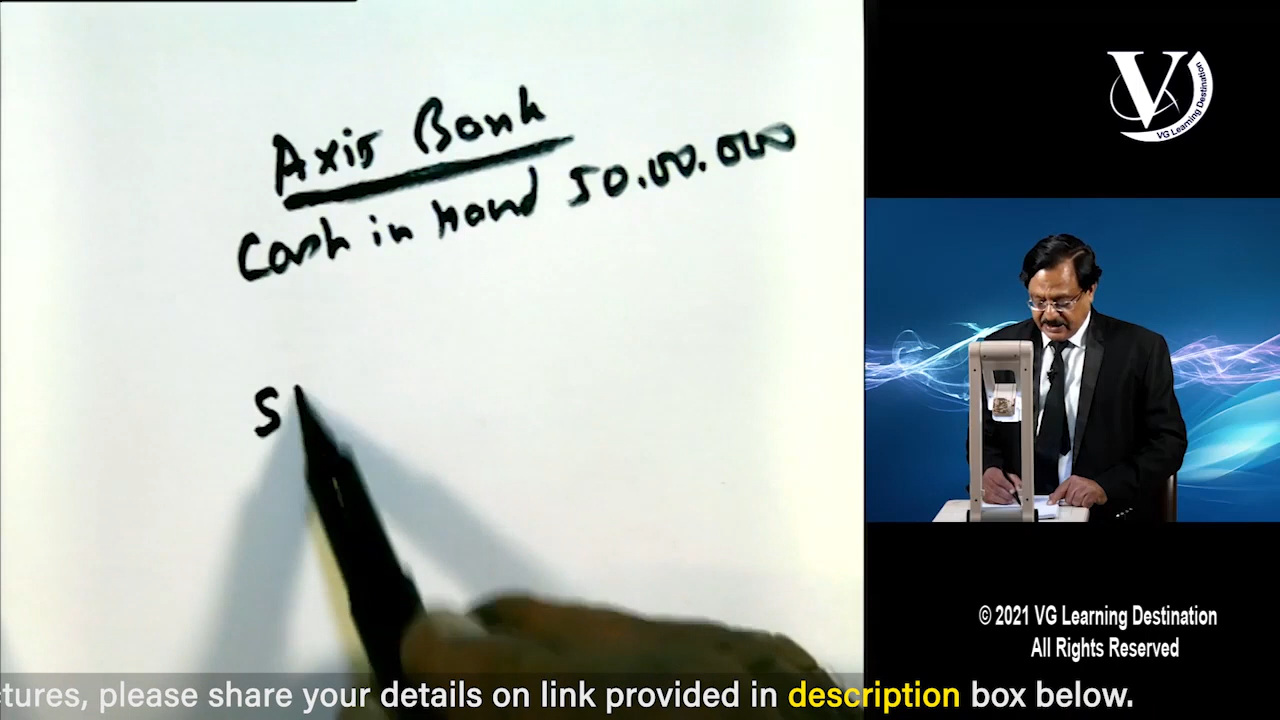 Axis Bank
Cash in hand 50.00.000
S
V
VG Learning Destination
© 2021 VG Learning Destination
All Rights Reserved
ctures, please share your details on link provided in description box below.